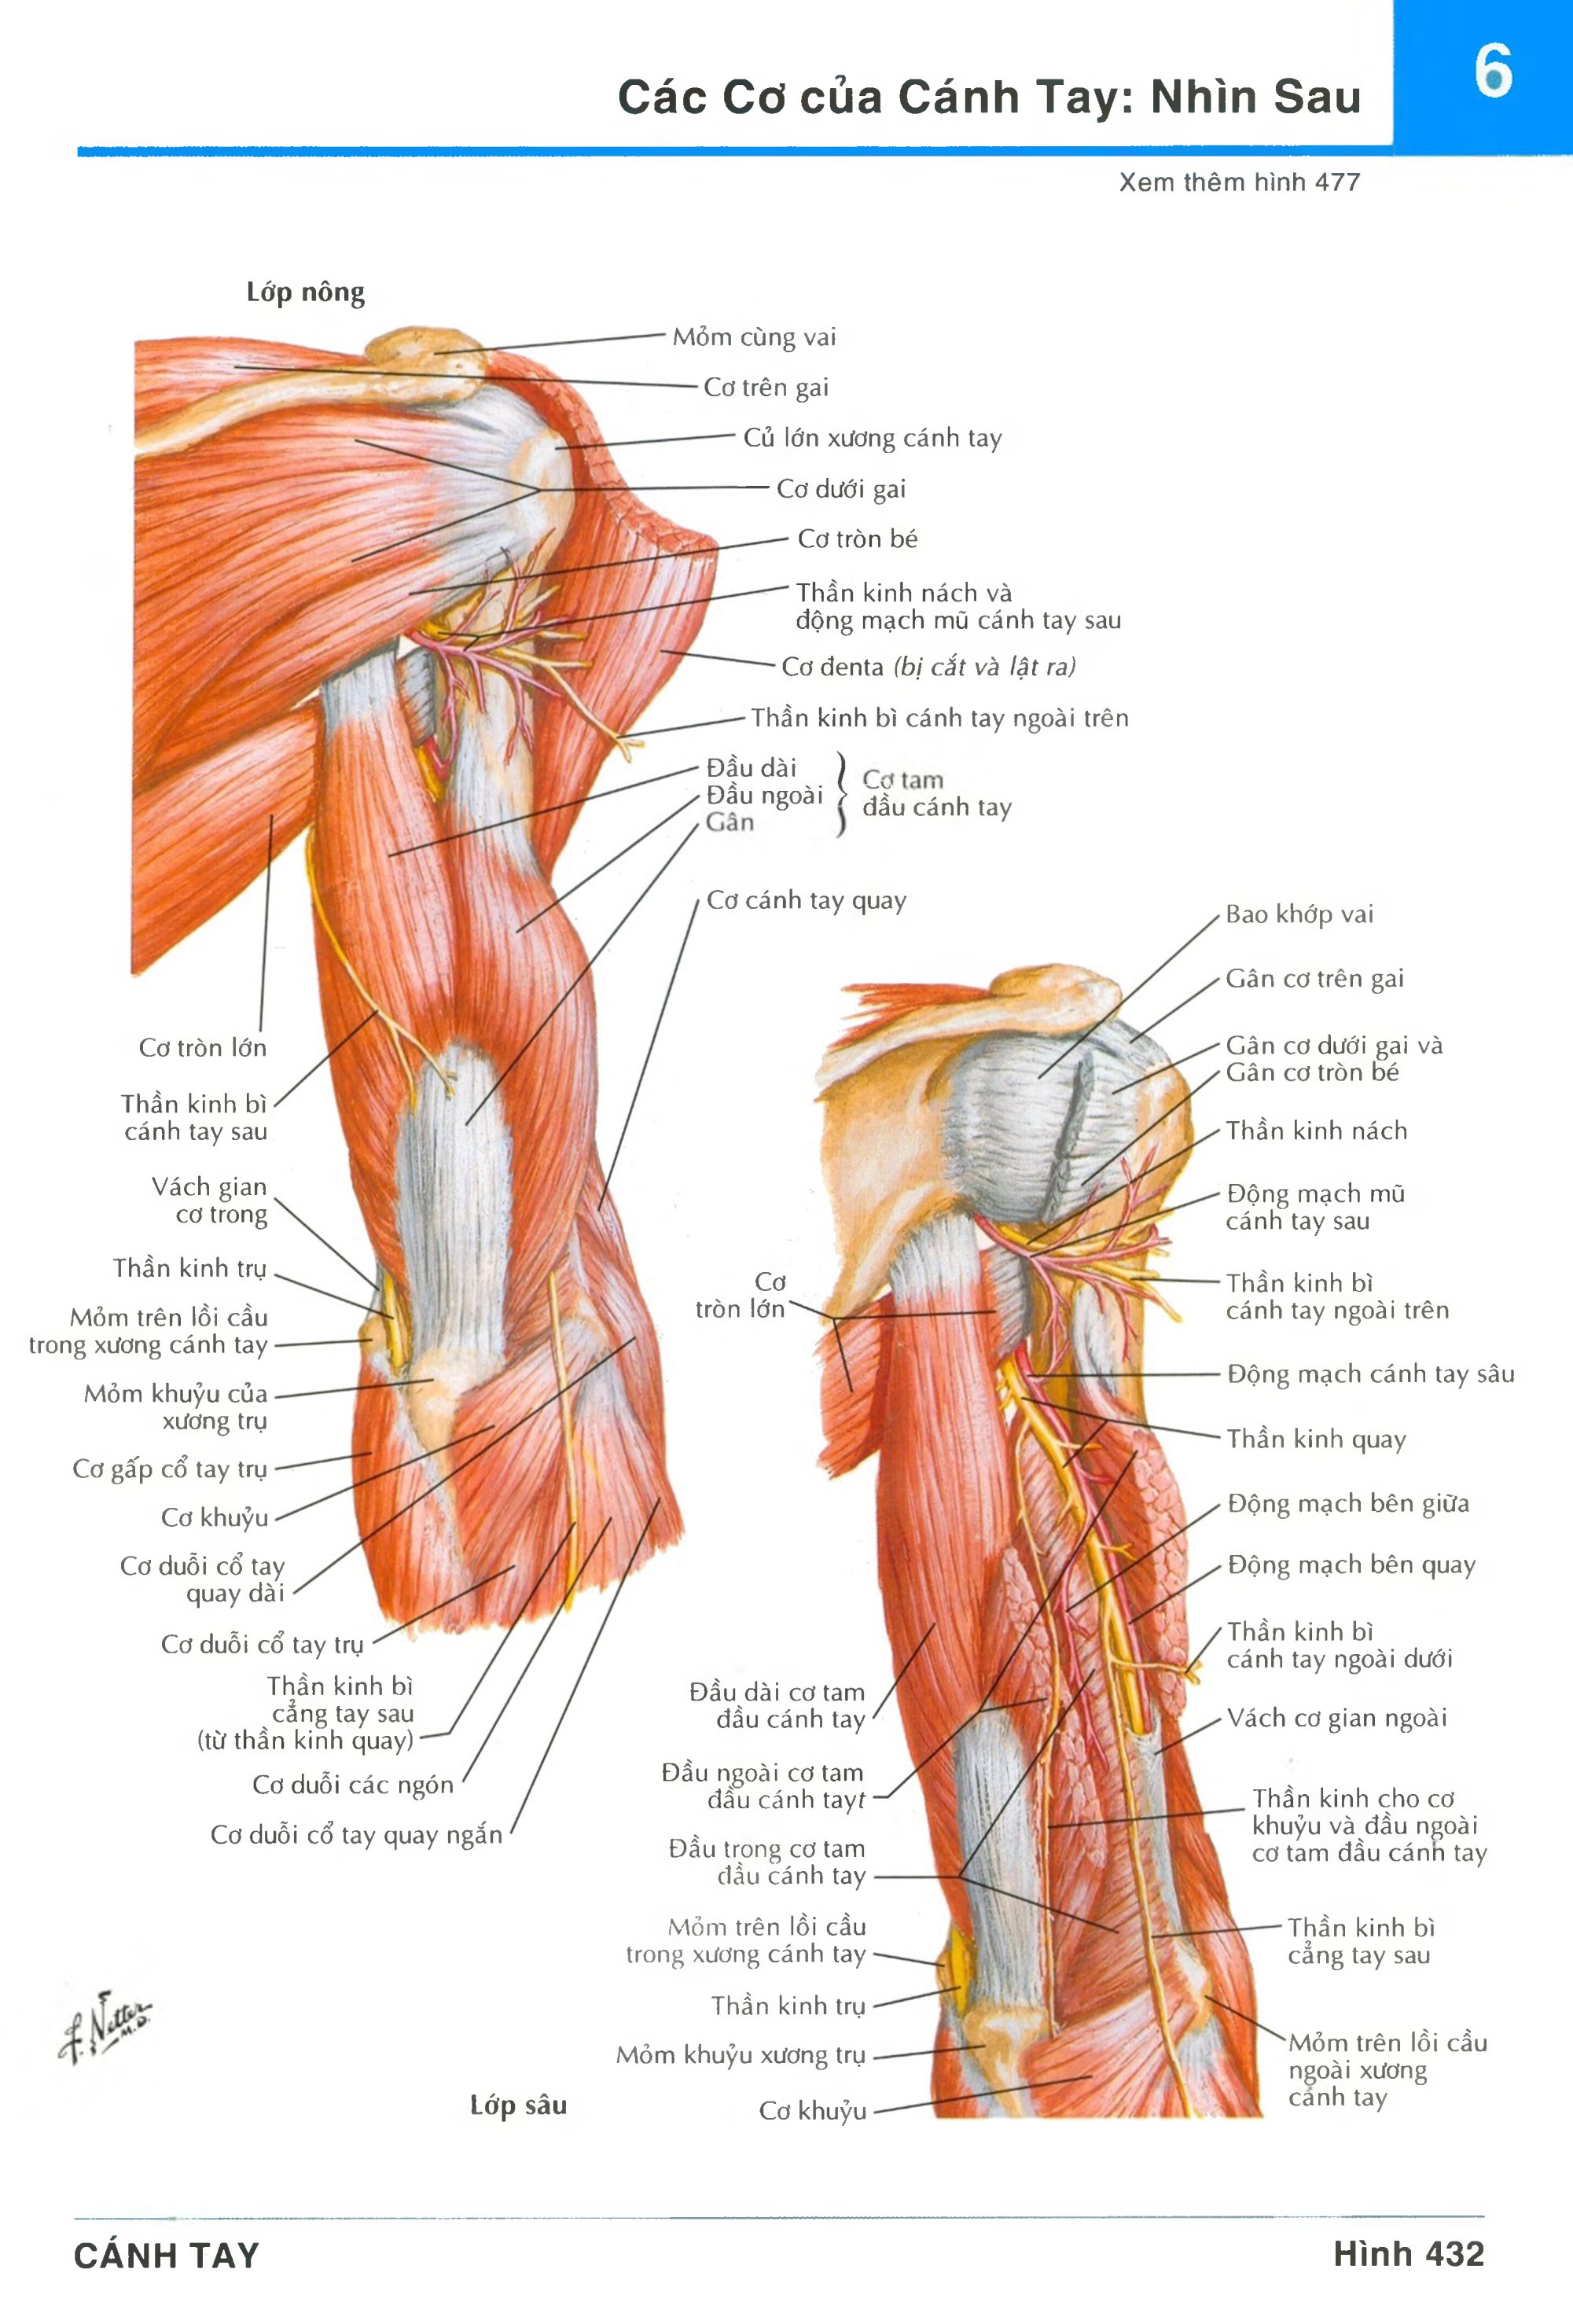 6
Các Cơ của Cánh Tay: Nhìn Sau
Xem thêm hình 477
Lớp nông
Mỏm cùng vai
Cơ trên gai
Củ lớn xương cánh tay
Cơ dưới gai
Cơ tròn bé
Thần kinh nách và
động mạch mũ cánh tay sau
Cơ đenta (bị cắt và lật ra)
Thần kinh bì cánh tay ngoài trên
Đầu dài
Đầu ngoài
Gân
Cơ tam
đầu cánh tay
Cơ cánh tay quay
Cơ tròn lớn
Thần kinh bì
cánh tay sau
Vách gian
cơ trong
Thần kinh trụ
Mỏm trên lồi cầu
trong xương cánh tay
Mỏm khuỷu của
xương trụ
Cơ gấp cổ tay trụ
Cơ khuỷu
Cơ duỗi cổ tay
quay dài
Cơ duỗi cổ tay trụ
Thần kinh bì
cẳng tay sau
(từ thần kinh quay)
Cơ duỗi các ngón
Cơ duỗi cổ tay quay ngắn
Bao khớp vai
Gân cơ trên gai
Gân cơ dưới gai và
Gân cơ tròn bé
Thần kinh nách
Động mạch mũ
cánh tay sau
Thần kinh bì
cánh tay ngoài trên
Động mạch cánh tay sâu
Thần kinh quay
Động mạch bên giữa
Động mạch bên quay
Thần kinh bì
cánh tay ngoài dưới
Vách cơ gian ngoài
Thần kinh cho cơ
khuỷu và đầu ngoài
cơ tam đầu cánh tay
Thần kinh bì
cẳng tay sau
Mỏm trên lồi cầu
ngoài xương
cánh tay
Cơ
tròn lớn
Đầu dài cơ tam
đầu cánh tay
Đầu ngoài cơ tam
đầu cánh tayt
Đầu trong cơ tam
đầu cánh tay
Mỏm trên lồi cầu
trong xương cánh tay
Thần kinh trụ
Mỏm khuỷu xương trụ
Cơ khuỷu
Lớp sâu
F. Netter
M.D.
CÁNH TAY
Hình 432